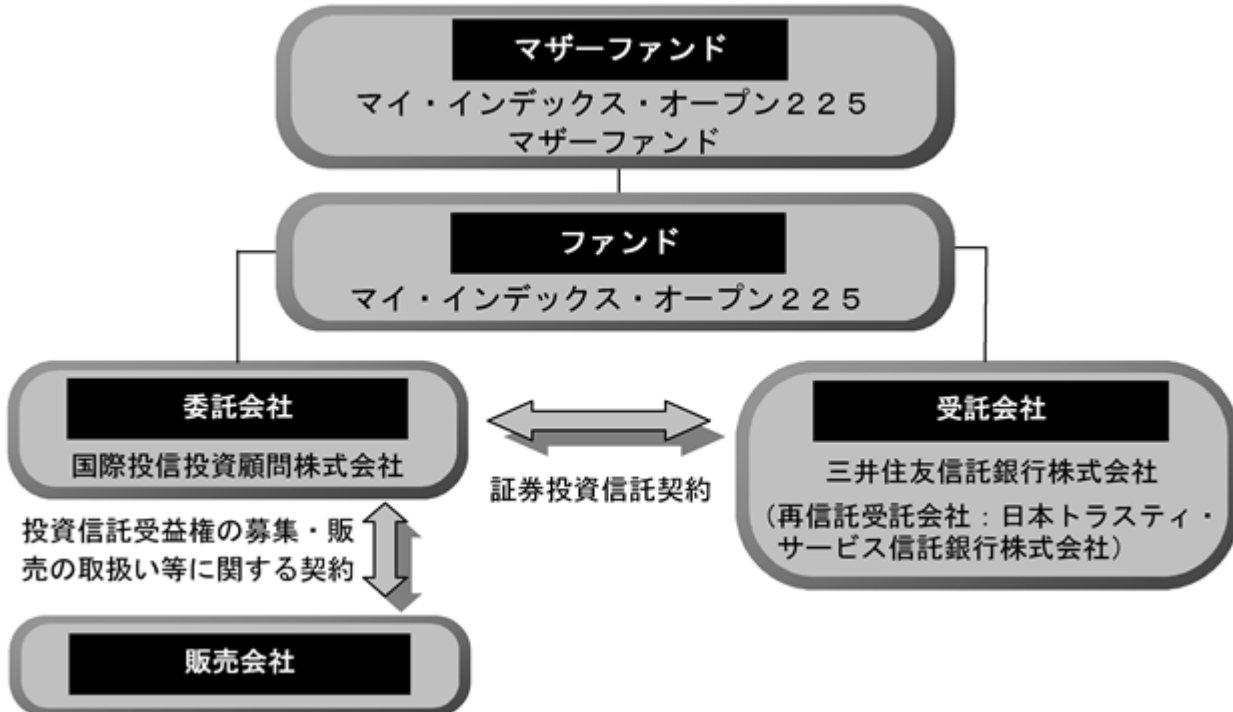 マザーファンド
マイ・インデックス・オープン２２５
マザーファンド
ファンド
マイ・インデックス・オープン２２５
委託会社
国際投信投資顧問株式会社
証券投資信託契約
受託会社
三井住友信託銀行株式会社
（再信託受託会社：日本トラスティ・
サービス信託銀行株式会社）
投資信託受益権の募集・販
売の取扱い等に関する契約
販売会社